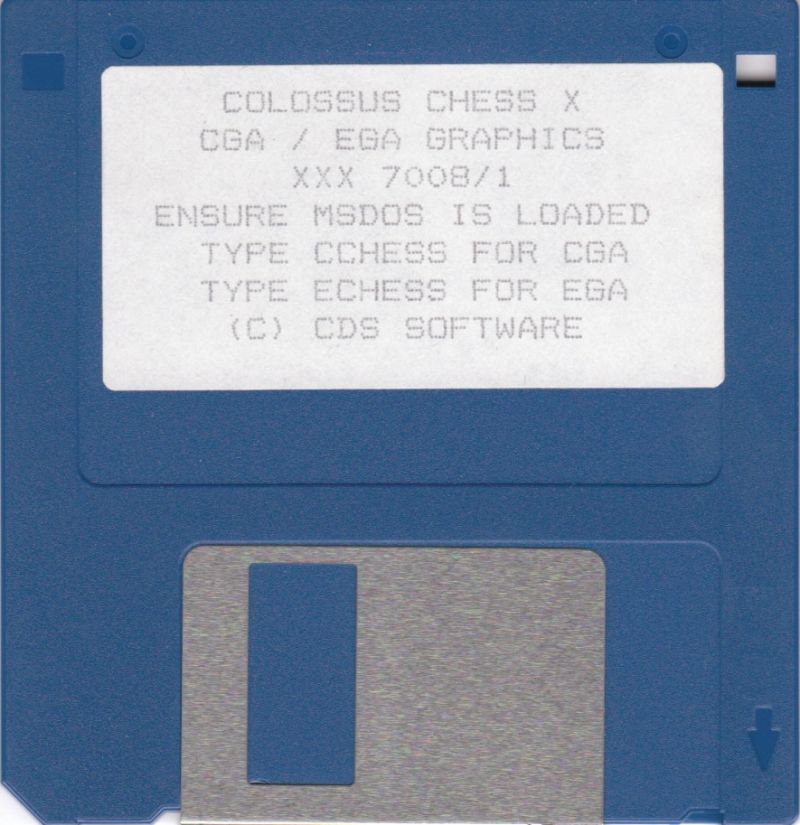 COLOSSUS CHESS X
CGA / EGA GRAPHICS
XXX 7008/1
ENSURE MSDOS IS LOADED
TYPE CCHESS FOR CGA
TYPE ECHESS FOR EGA
(C) CDS SOFTWARE